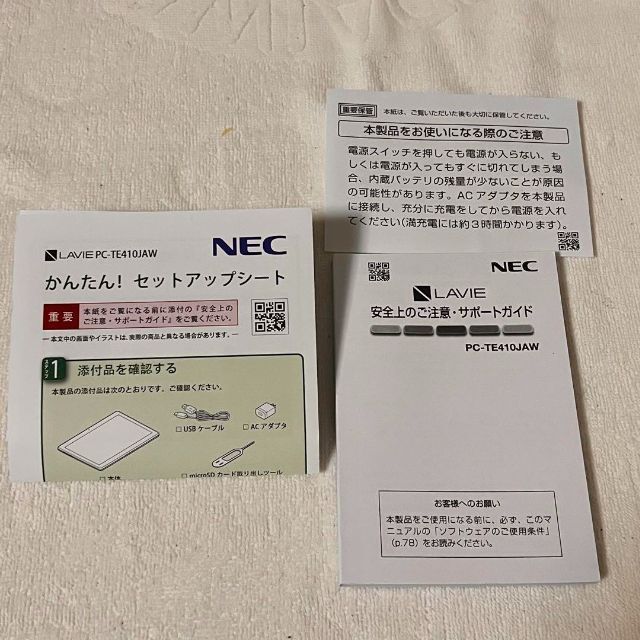 重要保管 本紙は、ご覧いただいた後も大切に保管してください。
本製品をお使いになる際のご注意
電源スイッチを押しても電源が入らない、も
しくは電源が入ってもすぐに切れてしまう場
合、内蔵バッテリの残量が少ないことが原因
の可能性があります。ACアダプタを本製品
に接続し、充分に充電をしてから電源を入れ
てください(満充電には約3時間かかります)。
LAVIE PC-TE410JAW
NEC
かんたん! セットアップシート
重要 本紙をご覧になる前に添付の『安全上の
ご注意・サポートガイド』をご覧ください。
本文中の画面やイラストは、実際の商品と異なる場合があります。
ステップ 1 添付品を確認する
本製品の添付品は次のとおりです。ご確認ください。
□ USB ケーブル
□ AC アダプタ
□ 本体
□ microSD カード取り出しツール
NEC
LAVIE
安全上のご注意・サポートガイド
PC-TE410JAW
お客様へのお願い
本製品をご使用になる前に、必ず、このマ
ニュアルの「ソフトウェアのご使用条件」
(p.78) をお読みください。